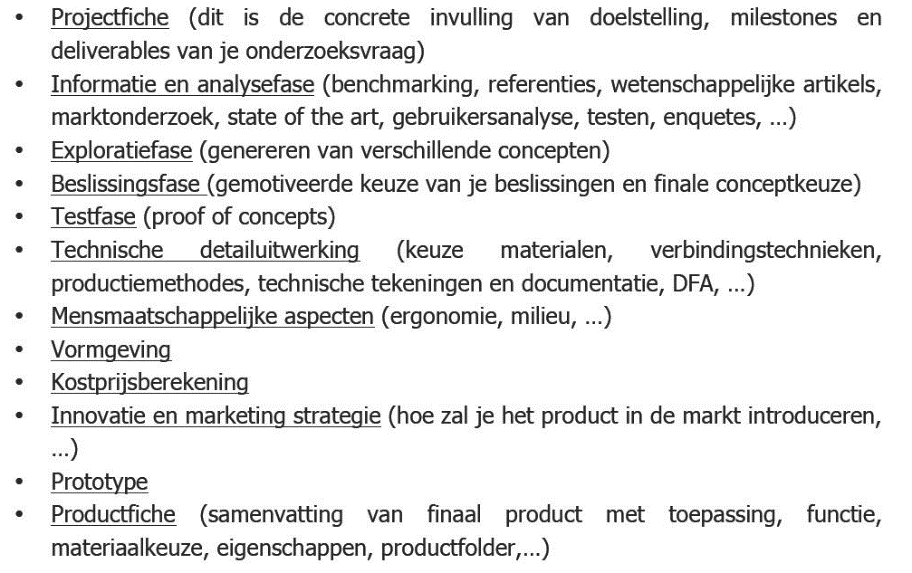 • Projectfiche (dit is de concrete invulling van doelstelling, milestones en
deliverables van je onderzoeksvraag)
• Informatie en analysefase (benchmarking, referenties, wetenschappelijke artikels,
marktonderzoek, state of the art, gebruikersanalyse, testen, enquetes, ...)
• Exploratiefase (genereren van verschillende concepten)
• Beslissingsfase (gemotiveerde keuze van je beslissingen en finale conceptkeuze)
• Testfase (proof of concepts)
• Technische detailuitwerking (keuze materialen, verbindingstechnieken,
productiemethodes, technische tekeningen en documentatie, DFA, ...)
• Mensmaatschappelijke aspecten (ergonomie, milieu, ...)
• Vormgeving
• Kostprijsberekening
• Innovatie en marketing strategie (hoe zal je het product in de markt introduceren,
...)
• Prototype
• Productfiche (samenvatting van finaal product met toepassing, functie,
materiaalkeuze, eigenschappen, productfolder,...)